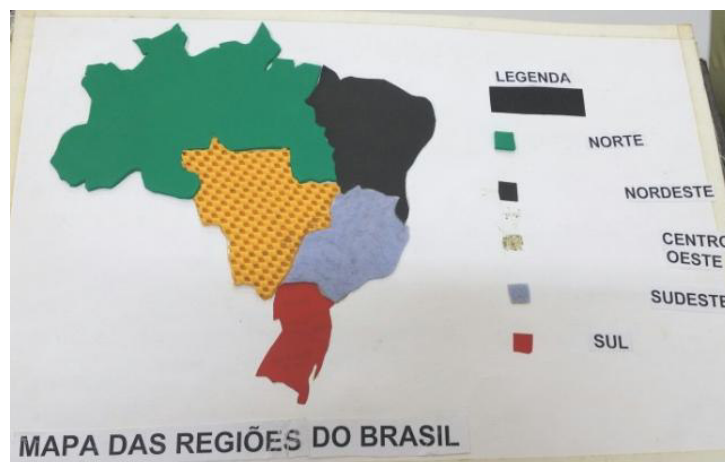 LEGENDA
NORTE
NORDESTE
CENTRO
OESTE
SUDESTE
SUL
MAPA DAS REGIÕES DO BRASIL